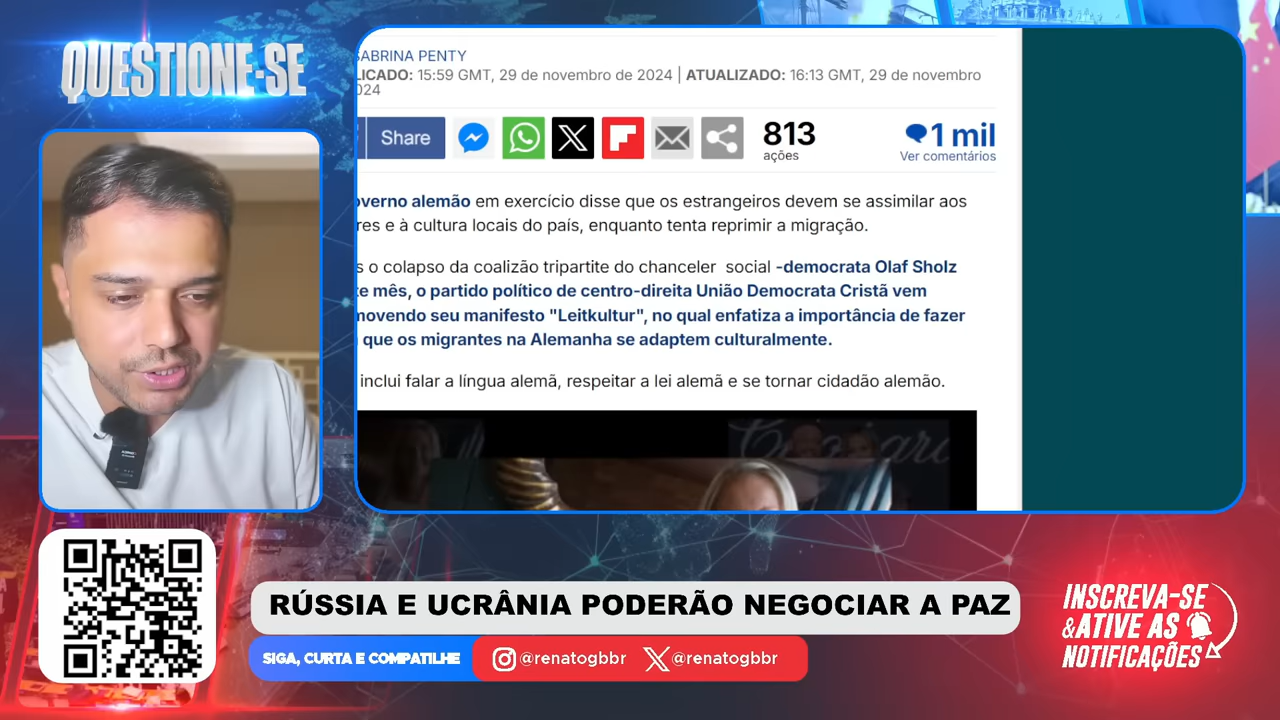 QUESTIONE-SE
SABRINA PENTY
LICADO: 15:59 GMT, 29 de novembro de 2024 | ATUALIZADO: 16:13 GMT, 29 de novembro
024
Share
813
ações
1 mil
Ver comentários
overno alemão em exercício disse que os estrangeiros devem se assimilar aos
res e à cultura locais do país, enquanto tenta reprimir a migração.
s o colapso da coalizão tripartite do chanceler social -democrata Olaf Sholz
te mês, o partido político de centro-direita União Democrata Cristã vem
movendo seu manifesto "Leitkultur", no qual enfatiza a importância de fazer
que os migrantes na Alemanha se adaptem culturalmente.
inclui falar a língua alemã, respeitar a lei alemã e se tornar cidadão alemão.
RÚSSIA E UCRÂNIA PODERÃO NEGOCIAR A PAZ
SIGA, CURTA E COMPATILHE
@renatogbbr
@renatogbbr
INSCREVA-SE
&ATIVE AS
NOTIFICAÇÕES